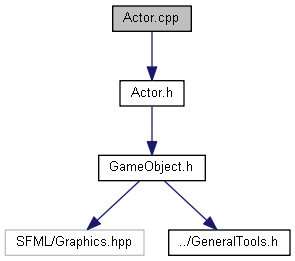 Actor.cpp
Actor.h
GameObject.h
SFML/Graphics.hpp
../GeneralTools.h